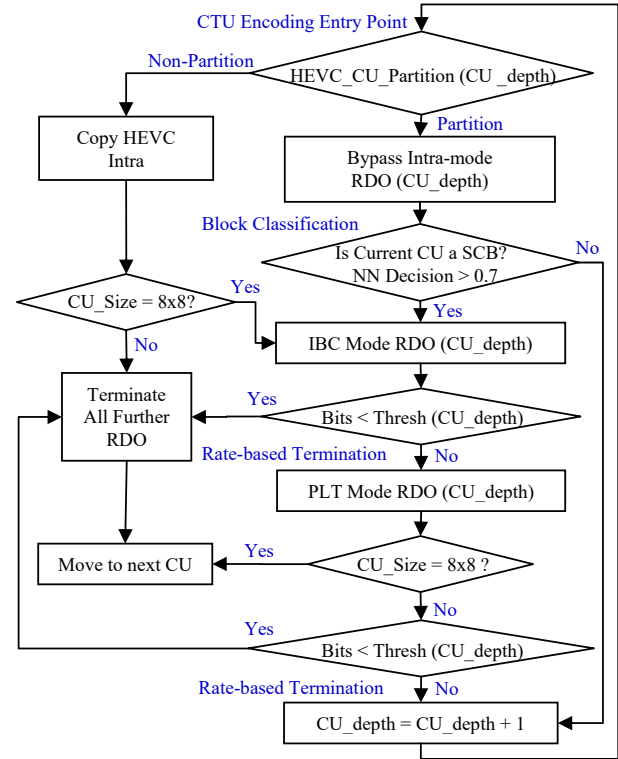 CTU Encoding Entry Point
Non-Partition
HEVC_CU_Partition (CU_depth)
Partition
Copy HEVC
Intra
Bypass Intra-mode
RDO (CU_depth)
Block Classification
Is Current CU a SCB?
NN Decision > 0.7
No
CU_Size = 8x8?
Yes
Yes
No
IBC Mode RDO (CU_depth)
Terminate
All Further
RDO
Yes
Bits < Thresh (CU_depth)
Rate-based Termination
No
PLT Mode RDO (CU_depth)
Move to next CU
Yes
CU_Size = 8x8 ?
No
Yes
Bits < Thresh (CU_depth)
Rate-based Termination
No
CU_depth = CU_depth + 1